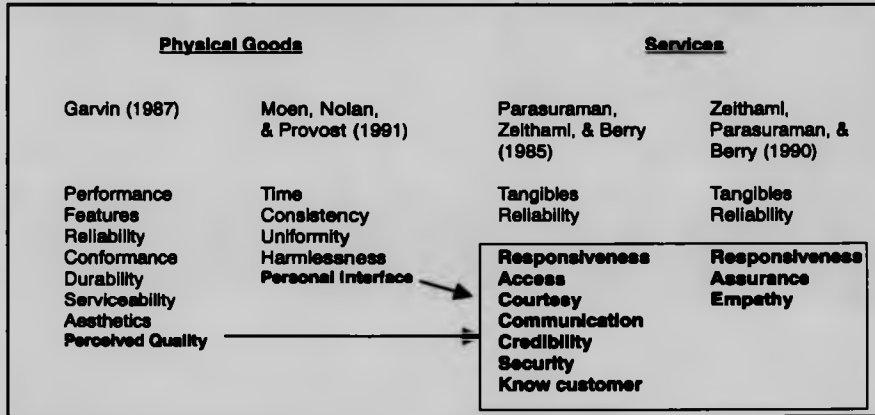 Physical Goods
Services
Garvin (1987)
Moen, Nolan,
& Provost (1991)
Parasuraman,
Zeithaml, & Berry
(1985)
Zeithaml,
Parasuraman, &
Berry (1990)
Performance
Features
Reliability
Conformance
Durability
Serviceability
Aesthetics
Perceived Quality
Time
Consistency
Uniformity
Harmlessness
Personal Interface
Tangibles
Reliability
Responsiveness
Access
Courtesy
Communication
Credibility
Security
Know customer
Tangibles
Reliability
Responsiveness
Assurance
Empathy